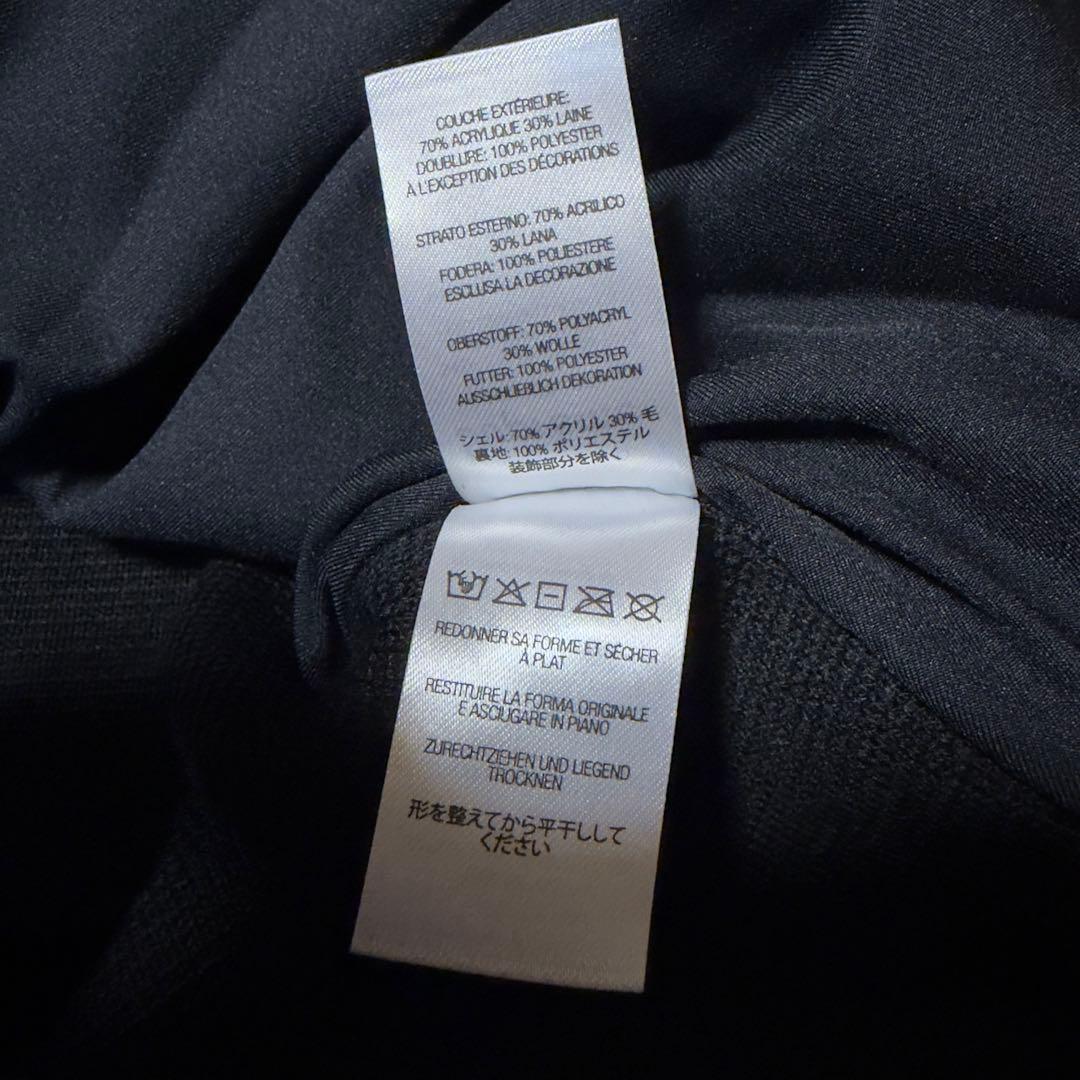 COUCHE EXTÉRIEURE:
70% ACRYLIQUE 30% LAINE
DOUBLURE: 100% POLYESTER
À L'EXCEPTION DES DÉCORATIONS
STRATO ESTERNO: 70% ACRILICO
30% LANA
FODERA: 100% POLIESTERE
ESCLUSA LA DECORAZIONE
OBERSTOFF: 70% POLYACRYL
30% WOLLE
FUTTER: 100% POLYESTER
AUSSCHLIEBLICH DEKORATION
シェル: 70% アクリル 30% 毛
裏地: 100% ポリエステル
装飾部分を除く
REDONNER SA FORME ET SÉCHER
À PLAT
RESTITUIRE LA FORMA ORIGINALE
E ASCIUGARE IN PIANO
ZURECHTZIEHEN UND LIEGEND
TROCKNEN
形を整えてから平干しして
ください